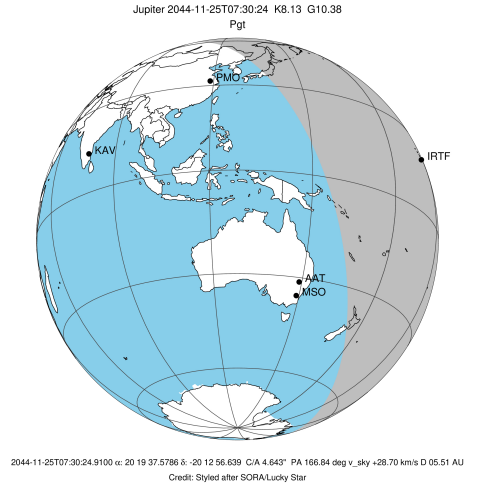 Jupiter 2044-11-25T07:30:24  K8.13  G10.38
Pgt
PMO
KAV
IRTF
AAT
MSO
2044-11-25T07:30:24.9100 α: 20 19 37.5786 δ: -20 12 56.639  C/A 4.643"  PA 166.84 deg v_sky +28.70 km/s D 05.51 AU
Credit: Styled after SORA/Lucky Star